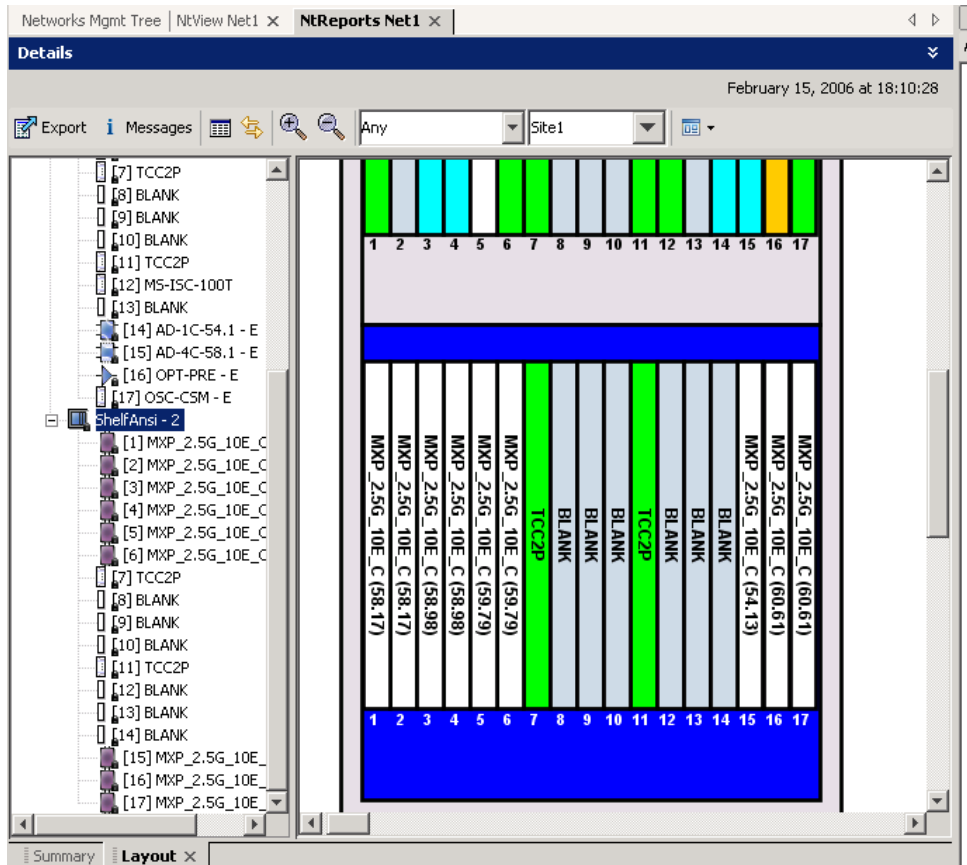 Networks Mgmt Tree NtView Net1 NtReports Net1
Details
February 15, 2006 at 18:10:28
Export Messages Any Site1
[7] TCC2P
[8] BLANK
[9] BLANK
[10] BLANK
[11] TCC2P
[12] MS-ISC-100T
[13] BLANK
[14] AD-1C-54.1 - E
[15] AD-4C-58.1 - E
[16] OPT-PRE - E
[17] OSC-CSM - E
ShelfAnsi - 2
[1] MXP_2.5G_10E_C
[2] MXP_2.5G_10E_C
[3] MXP_2.5G_10E_C
[4] MXP_2.5G_10E_C
[5] MXP_2.5G_10E_C
[6] MXP_2.5G_10E_C
[7] TCC2P
[8] BLANK
[9] BLANK
[10] BLANK
[11] TCC2P
[12] BLANK
[13] BLANK
[14] BLANK
[15] MXP_2.5G_10E_
[16] MXP_2.5G_10E_
[17] MXP_2.5G_10E_
1 2 3 4 5 6 7 8 9 10 11 12 13 14 15 16 17
MXP_2.5G_10E_C (58.17)
MXP_2.5G_10E_C (58.17)
MXP_2.5G_10E_C (58.98)
MXP_2.5G_10E_C (58.98)
MXP_2.5G_10E_C (59.79)
MXP_2.5G_10E_C (59.79)
TCC2P
BLANK
BLANK
BLANK
TCC2P
BLANK
BLANK
BLANK
MXP_2.5G_10E_C (54.13)
MXP_2.5G_10E_C (60.61)
MXP_2.5G_10E_C (60.61)
1 2 3 4 5 6 7 8 9 10 11 12 13 14 15 16 17
Summary Layout